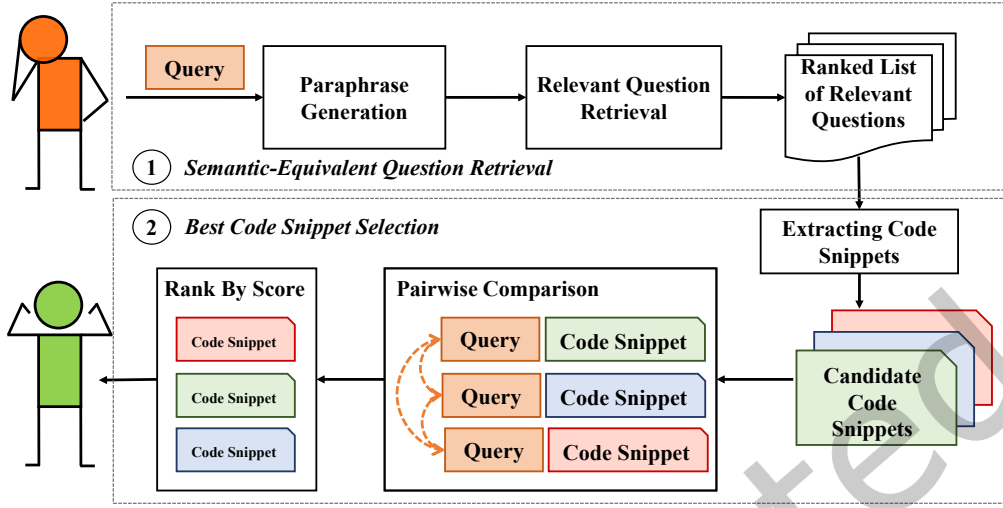 Query
Paraphrase
Generation
Relevant Question
Retrieval
Ranked List
of Relevant
Questions
1 Semantic-Equivalent Question Retrieval
2 Best Code Snippet Selection
Extracting Code
Snippets
Candidate
Code
Snippets
Pairwise Comparison
Query Code Snippet
Query Code Snippet
Query Code Snippet
Rank By Score
Code Snippet
Code Snippet
Code Snippet
ted